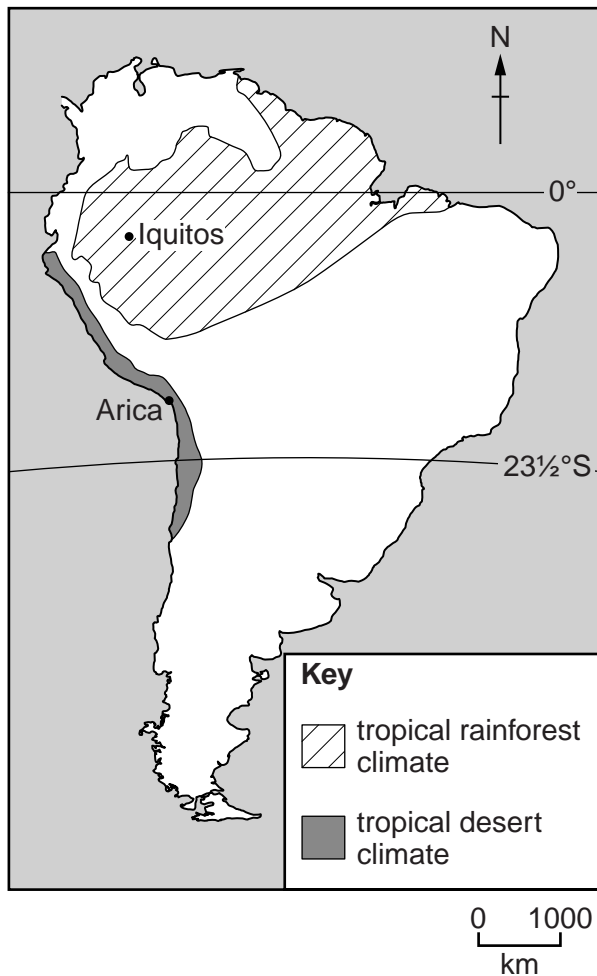 N
0°
Iquitos
Arica
23½°S
Key
tropical rainforest
climate
tropical desert
climate
0 1000
km